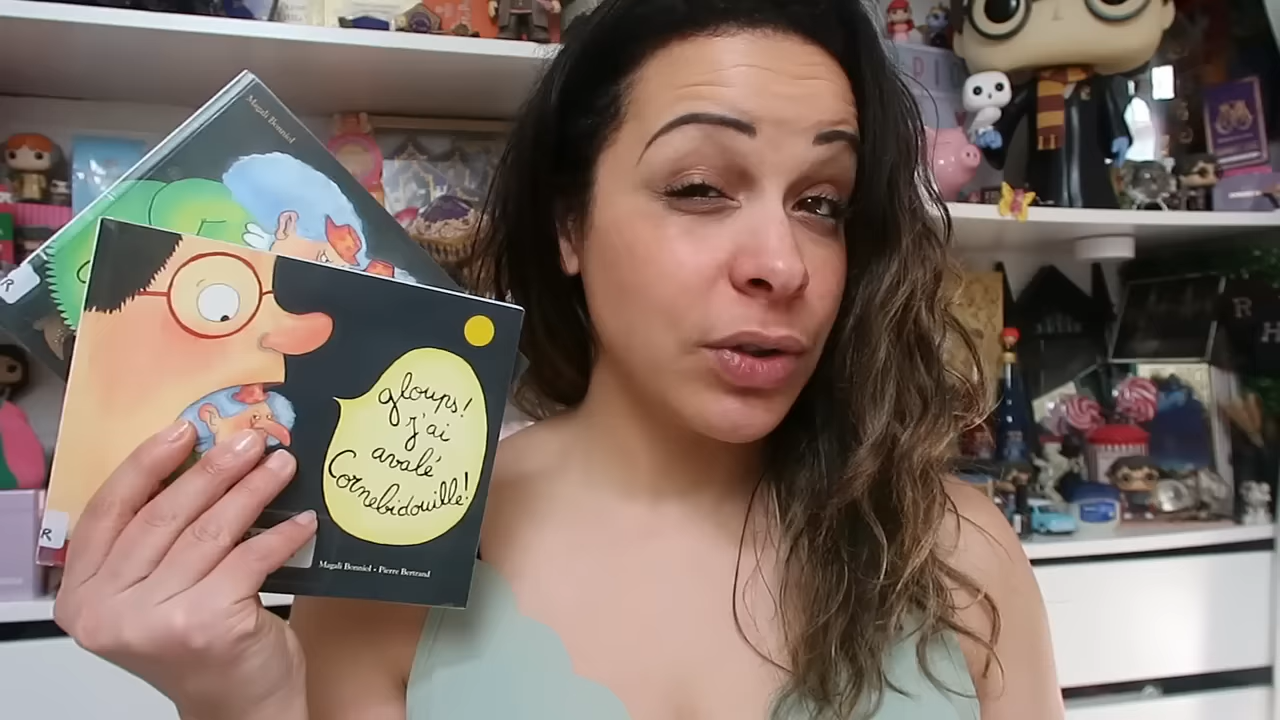 Magali Bonniol
gloups!
j'ai
avalé
Cornebidouille!
Magali Bonniol - Pierre Bertrand
R
R
R
H